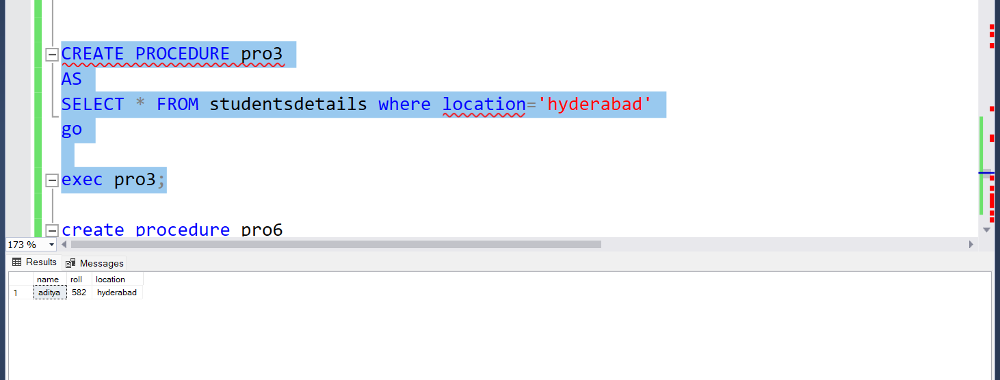 CREATE PROCEDURE pro3
AS
SELECT * FROM studentsdetails where location='hyderabad'
go
exec pro3;
create procedure pro6
173 %
Results Messages
name roll location
1 aditya 582 hyderabad